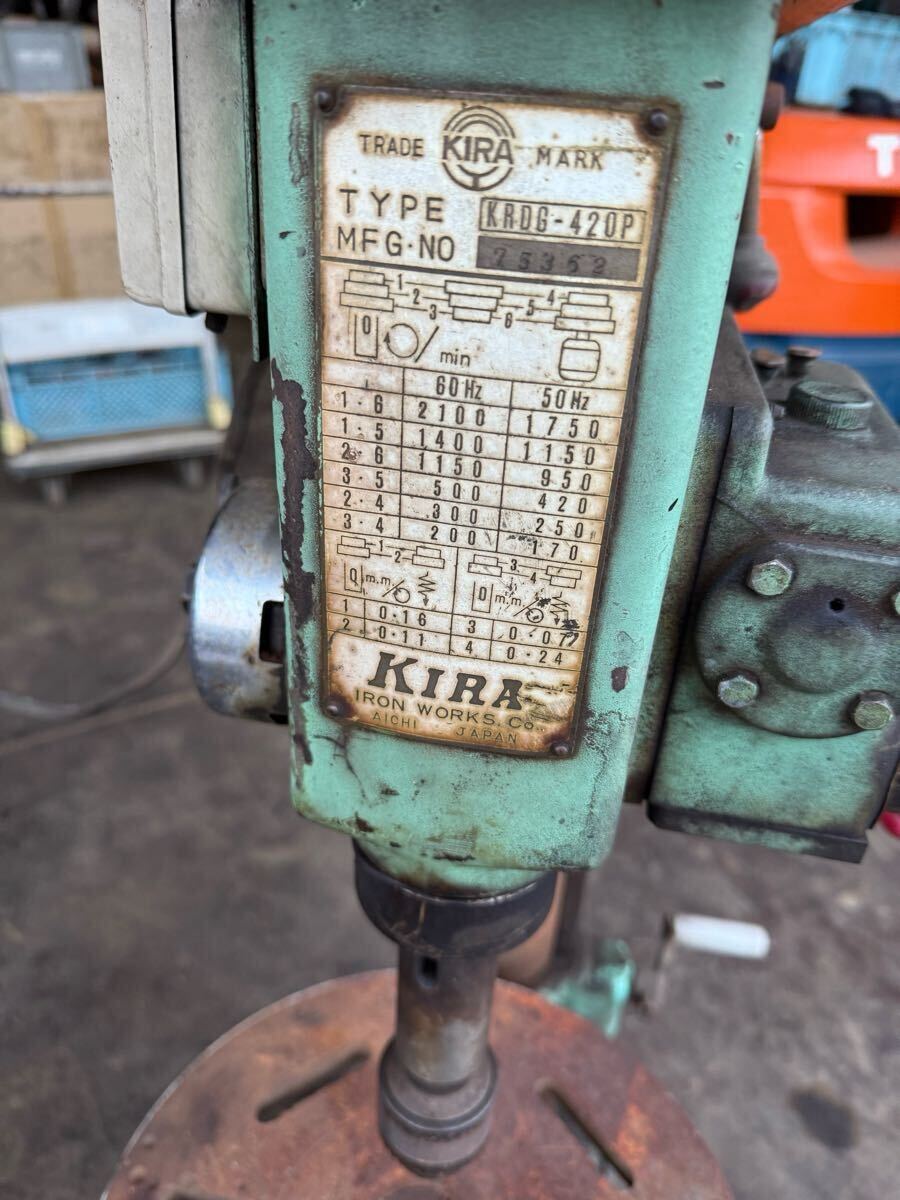 TRADE KIRA MARK
TYPE KRDG-420P
MFG·NO 75362
1 2 3 4 5 6
0 / min
60Hz 50Hz
1·6 2100 1750
1·5 1400 1150
2·6 1150 950
3·5 500 420
2·4 300 250
3·4 200 170
1 2 3 4
0 m.m/ 0 m.m/
1 0·16 3 0·07
2 0·11 4 0·24
KIRA
IRON WORKS, Co.,
AICHI JAPAN
T